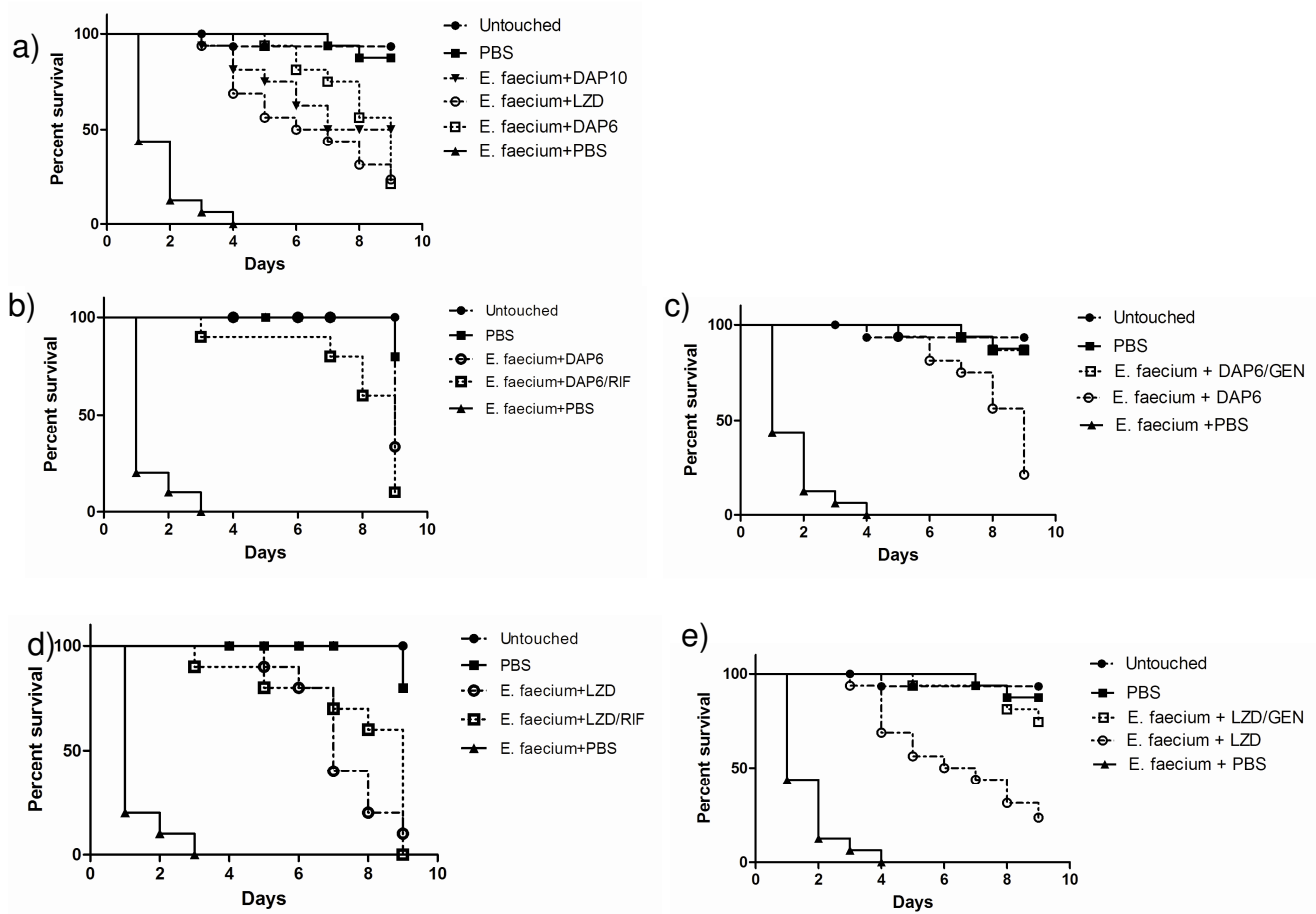 a)
Percent survival
100
50
0
2
4
6
8
10
Days
Untouched
PBS
E. faecium+DAP10
E. faecium+LZD
E. faecium+DAP6
E. faecium+PBS
b)
Percent survival
100
50
0
0
2
4
6
8
10
Days
Untouched
PBS
E. faecium+DAP6
E. faecium+DAP6/RIF
E. faecium+PBS
c)
Percent survival
100
50
0
0
2
4
6
8
10
Days
Untouched
PBS
E. faecium + DAP6/GEN
E. faecium + DAP6
E. faecium +PBS
d)
Percent survival
100
50
0
0
2
4
6
8
10
Days
Untouched
PBS
E. faecium+LZD
E. faecium+LZD/RIF
E. faecium+PBS
e)
Percent survival
100
50
0
0
2
4
6
8
10
Days
Untouched
PBS
E. faecium + LZD/GEN
E. faecium + LZD
E. faecium + PBS